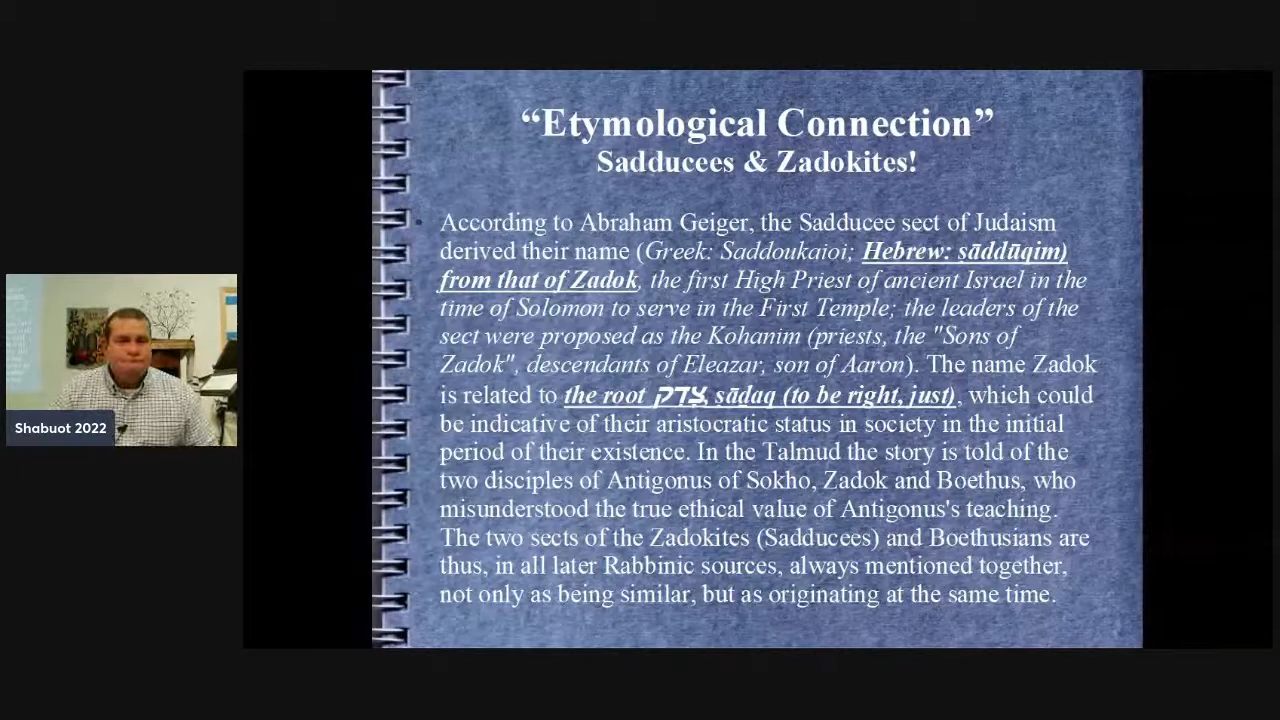 “Etymological Connection”
Sadducees & Zadokites!
• According to Abraham Geiger, the Sadducee sect of Judaism
derived their name (Greek: Saddoukaioi; Hebrew: ṣāddūqim)
from that of Zadok, the first High Priest of ancient Israel in the
time of Solomon to serve in the First Temple; the leaders of the
sect were proposed as the Kohanim (priests, the "Sons of
Zadok", descendants of Eleazar, son of Aaron). The name Zadok
is related to the root צדק, ṣādaq (to be right, just), which could
be indicative of their aristocratic status in society in the initial
period of their existence. In the Talmud the story is told of the
two disciples of Antigonus of Sokho, Zadok and Boethus, who
misunderstood the true ethical value of Antigonus's teaching.
The two sects of the Zadokites (Sadducees) and Boethusians are
thus, in all later Rabbinic sources, always mentioned together,
not only as being similar, but as originating at the same time.
Shabuot 2022